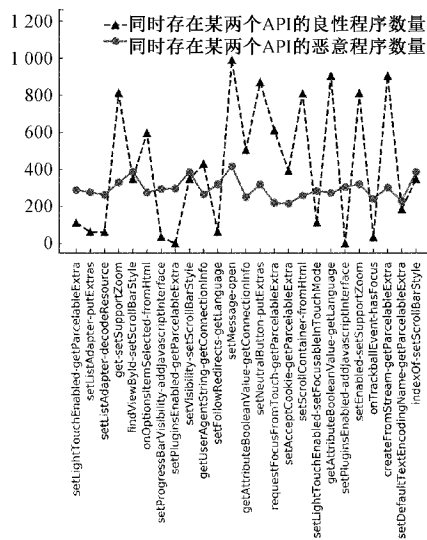 1 200
1 000
800
600
400
200
0
同时存在某两个API的良性程序数量
同时存在某两个API的恶意程序数量
setLightTouchEnabled-getParcelableExtra
setListAdapter-putExtras
setListAdapter-decodeResource
get-setSupportZoom
findViewById-setScrollBarStyle
onOptionsItemSelected-fromHtml
setProgressBarVisibility-addJavascriptInterface
setPluginsEnabled-getParcelableExtra
setVisibility-setScrollBarStyle
getUserAgentString-getConnectionInfo
setFollowRedirects-getLanguage
setMessage-open
getAttributeBooleanValue-getConnectionInfo
setNeutralButton-putExtras
requestFocusFromTouch-getParcelableExtra
setAcceptCookie-getParcelableExtra
setScrollContainer-fromHtml
setLightTouchEnabled-setFocusableInTouchMode
getAttributeBooleanValue-getLanguage
setPluginsEnabled-addJavascriptInterface
setEnabled-setSupportZoom
onTrackballEvent-hasFocus
createFromStream-getParcelableExtra
setDefaultTextEncodingName-getParcelableExtra
indexOf-setScrollBarStyle